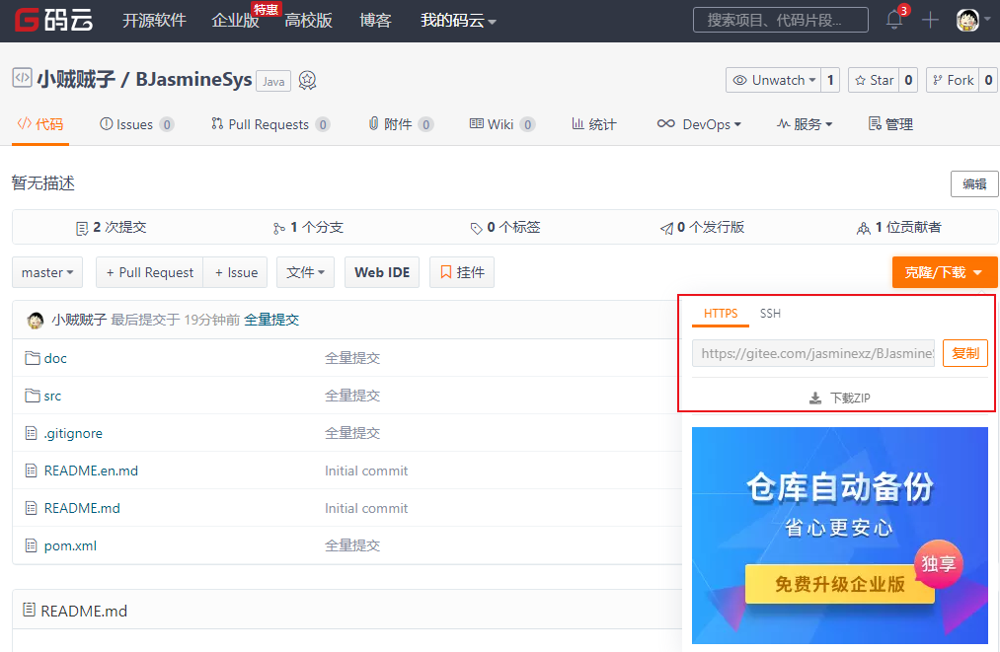 码云 开源软件 企业版 特惠 高校版 博客 我的码云 搜索项目、代码片段... 3
小贼贼子 / BJasmineSys Java Unwatch 1 Star 0 Fork 0
代码 Issues 0 Pull Requests 0 附件 0 Wiki 0 统计 DevOps 服务 管理
暂无描述 编辑
2 次提交 1 个分支 0 个标签 0 个发行版 1 位贡献者
master + Pull Request + Issue 文件 Web IDE 挂件 克隆/下载
小贼贼子 最后提交于 19分钟前 全量提交
HTTPS SSH
https://gitee.com/jasminexz/BJasmineS 复制
下载ZIP
doc 全量提交
src 全量提交
.gitignore 全量提交
README.en.md Initial commit
README.md Initial commit
pom.xml 全量提交
README.md
仓库自动备份
省心更安心
独享
免费升级企业版